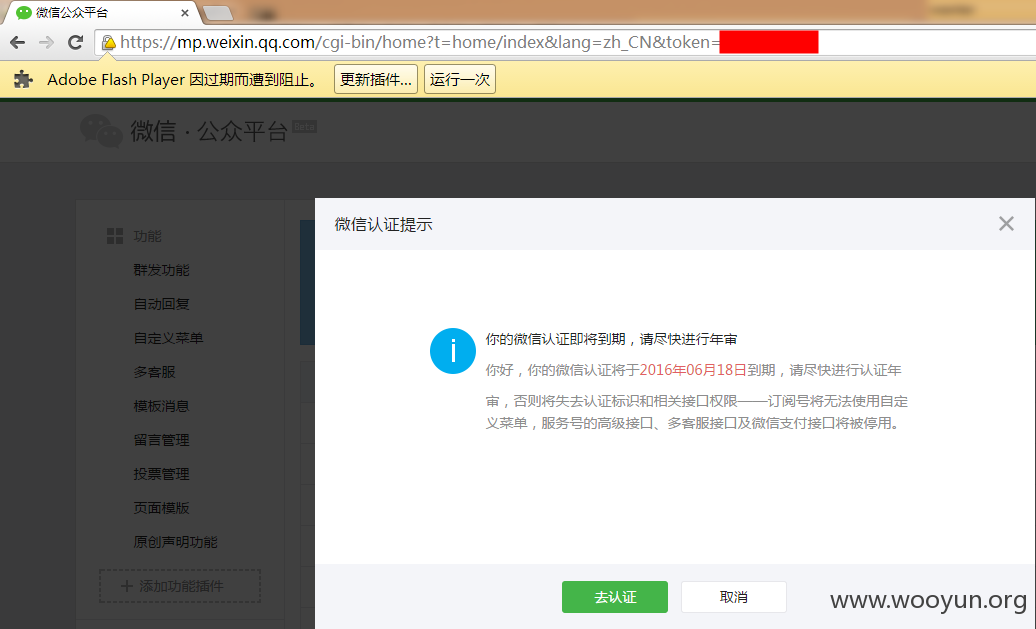 微信公众平台
https://mp.weixin.qq.com/cgi-bin/home?t=home/index&lang=zh_CN&token=
Adobe Flash Player 因过期而遭到阻止。 更新插件... 运行一次
微信·公众平台 Beta
微信认证提示
功能
群发功能
自动回复
自定义菜单
多客服
模板消息
留言管理
投票管理
页面模版
原创声明功能
添加功能插件
你的微信认证即将到期，请尽快进行年审
你好，你的微信认证将于2016年06月18日到期，请尽快进行认证年
审，否则将失去认证标识和相关接口权限——订阅号将无法使用自定
义菜单，服务号的高级接口、多客服接口及微信支付接口将被停用。
去认证 取消
www.wooyun.org